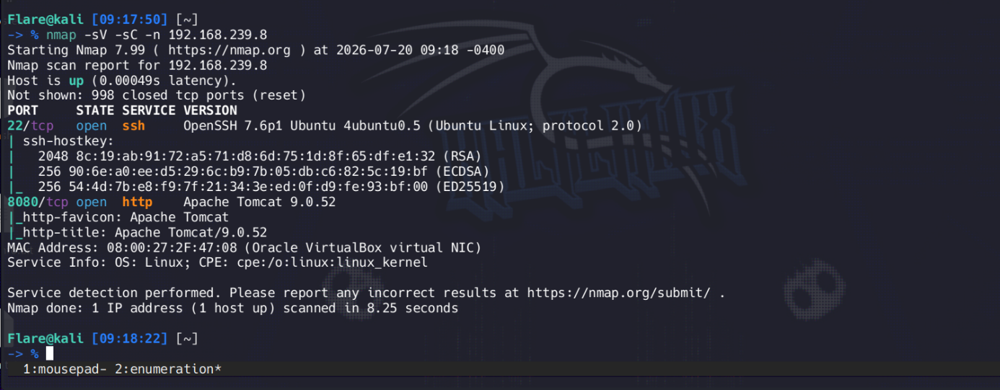 Flare@kali [09:17:50] [~]
-> % nmap -sV -sC -n 192.168.239.8
Starting Nmap 7.99 ( https://nmap.org ) at 2026-07-20 09:18 -0400
Nmap scan report for 192.168.239.8
Host is up (0.00049s latency).
Not shown: 998 closed tcp ports (reset)
PORT     STATE SERVICE VERSION
22/tcp   open  ssh     OpenSSH 7.6p1 Ubuntu 4ubuntu0.5 (Ubuntu Linux; protocol 2.0)
| ssh-hostkey:
|   2048 8c:19:ab:91:72:a5:71:d8:6d:75:1d:8f:65:df:e1:32 (RSA)
|   256 90:6e:a0:ee:d5:29:6c:b9:7b:05:db:c6:82:5c:19:bf (ECDSA)
|_  256 54:4d:7b:e8:f9:7f:21:34:3e:ed:0f:d9:fe:93:bf:00 (ED25519)
8080/tcp open  http    Apache Tomcat 9.0.52
|_http-favicon: Apache Tomcat
|_http-title: Apache Tomcat/9.0.52
MAC Address: 08:00:27:2F:47:08 (Oracle VirtualBox virtual NIC)
Service Info: OS: Linux; CPE: cpe:/o:linux:linux_kernel
Service detection performed. Please report any incorrect results at https://nmap.org/submit/ .
Nmap done: 1 IP address (1 host up) scanned in 8.25 seconds
Flare@kali [09:18:22] [~]
-> %
1:mousepad- 2:enumeration*
KALI LINUX